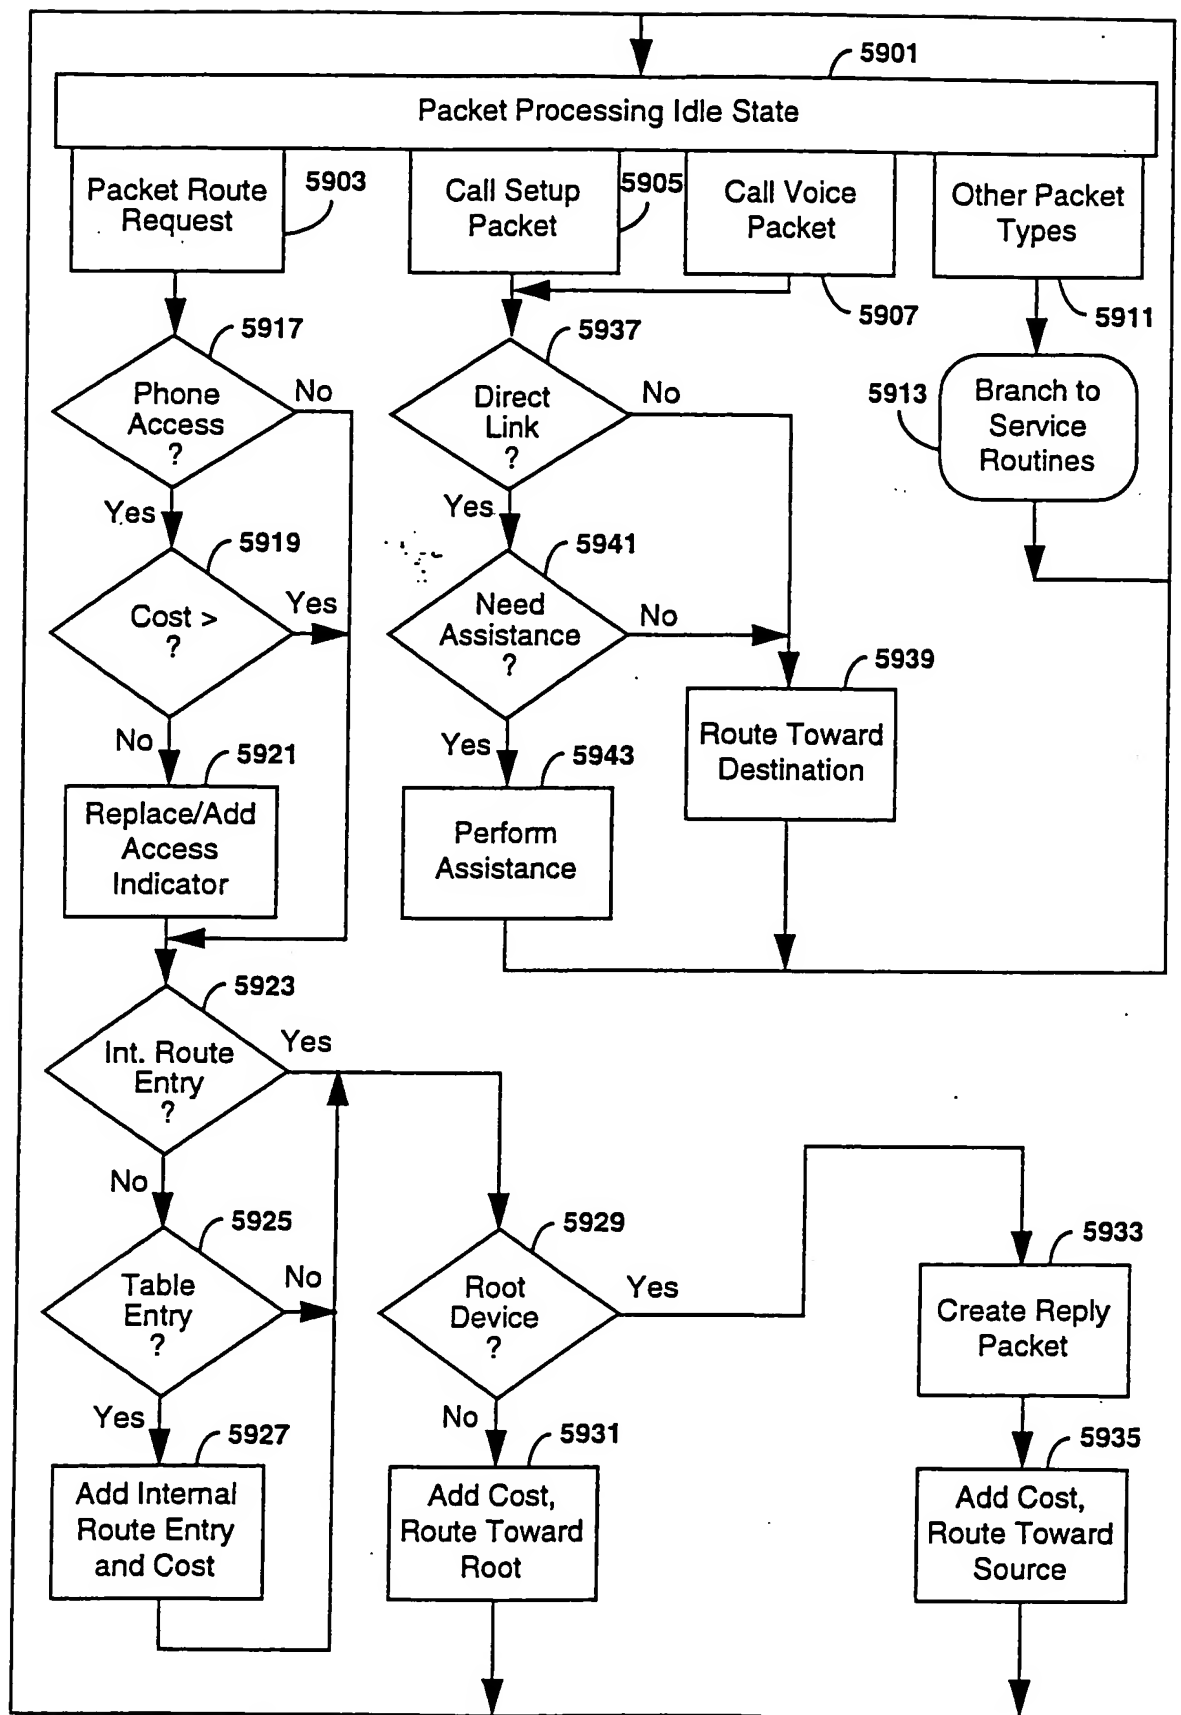 5901
Packet Processing Idle State
Packet Route
Request
5903
Call Setup
Packet
5905
Call Voice
Packet
5907
Other Packet
Types
5911
5917
Phone
Access
?
No
Yes
5937
Direct
Link
?
No
Yes
5913
Branch to
Service
Routines
5919
Cost >
?
Yes
No
5941
Need
Assistance
?
No
Yes
5939
Route Toward
Destination
5921
Replace/Add
Access
Indicator
5943
Perform
Assistance
5923
Int. Route
Entry
?
Yes
No
5925
Table
Entry
?
No
Yes
5929
Root
Device
?
Yes
No
5933
Create Reply
Packet
5927
Add Internal
Route Entry
and Cost
5931
Add Cost,
Route Toward
Root
5935
Add Cost,
Route Toward
Source